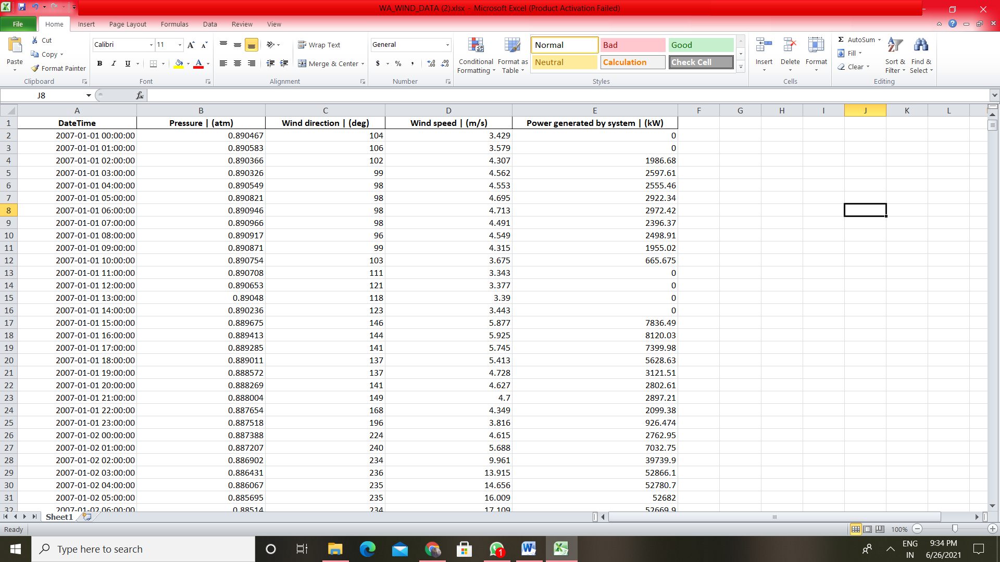 WA_WIND_DATA (2).xlsx - Microsoft Excel (Product Activation Failed)
File Home Insert Page Layout Formulas Data Review View
Cut
Copy
Format Painter
Paste
Clipboard
Calibri 11
B I U
Font
Wrap Text
Merge & Center
Alignment
General
$ % ,
Number
Conditional Formatting
Format as Table
Normal Bad Good
Neutral Calculation Check Cell
Styles
Insert Delete Format
Cells
Σ AutoSum
Fill
Clear
Sort & Filter
Find & Select
Editing
J8 fx
A B C D E F G H I J K L
1 DateTime Pressure | (atm) Wind direction | (deg) Wind speed | (m/s) Power generated by system | (kW)
2 2007-01-01 00:00:00 0.890467 104 3.429 0
3 2007-01-01 01:00:00 0.890583 106 3.579 0
4 2007-01-01 02:00:00 0.890366 102 4.307 1986.68
5 2007-01-01 03:00:00 0.890326 99 4.562 2597.61
6 2007-01-01 04:00:00 0.890549 98 4.553 2555.46
7 2007-01-01 05:00:00 0.890821 98 4.695 2922.34
8 2007-01-01 06:00:00 0.890946 98 4.713 2972.42
9 2007-01-01 07:00:00 0.890966 98 4.491 2396.37
10 2007-01-01 08:00:00 0.890917 96 4.549 2498.91
11 2007-01-01 09:00:00 0.890871 99 4.315 1955.02
12 2007-01-01 10:00:00 0.890754 103 3.675 665.675
13 2007-01-01 11:00:00 0.890708 111 3.343 0
14 2007-01-01 12:00:00 0.890653 121 3.377 0
15 2007-01-01 13:00:00 0.89048 118 3.39 0
16 2007-01-01 14:00:00 0.890236 123 3.443 0
17 2007-01-01 15:00:00 0.889675 146 5.877 7836.49
18 2007-01-01 16:00:00 0.889413 144 5.925 8120.03
19 2007-01-01 17:00:00 0.889285 141 5.745 7399.98
20 2007-01-01 18:00:00 0.889011 137 5.413 5628.63
21 2007-01-01 19:00:00 0.888572 137 4.728 3121.51
22 2007-01-01 20:00:00 0.888269 141 4.627 2802.61
23 2007-01-01 21:00:00 0.888004 149 4.7 2897.21
24 2007-01-01 22:00:00 0.887654 168 4.349 2099.38
25 2007-01-01 23:00:00 0.887518 196 3.816 926.474
26 2007-01-02 00:00:00 0.887388 224 4.615 2762.95
27 2007-01-02 01:00:00 0.887207 240 5.688 7032.75
28 2007-01-02 02:00:00 0.886902 234 9.961 39739.9
29 2007-01-02 03:00:00 0.886431 236 13.915 52866.1
30 2007-01-02 04:00:00 0.886067 235 14.656 52780.7
31 2007-01-02 05:00:00 0.885695 235 16.009 52682
32 2007-01-02 06:00:00 0.88514 234 17.109 52669.9
Sheet1
Ready 100%
Type here to search
1
ENG
IN
9:34 PM
6/26/2021